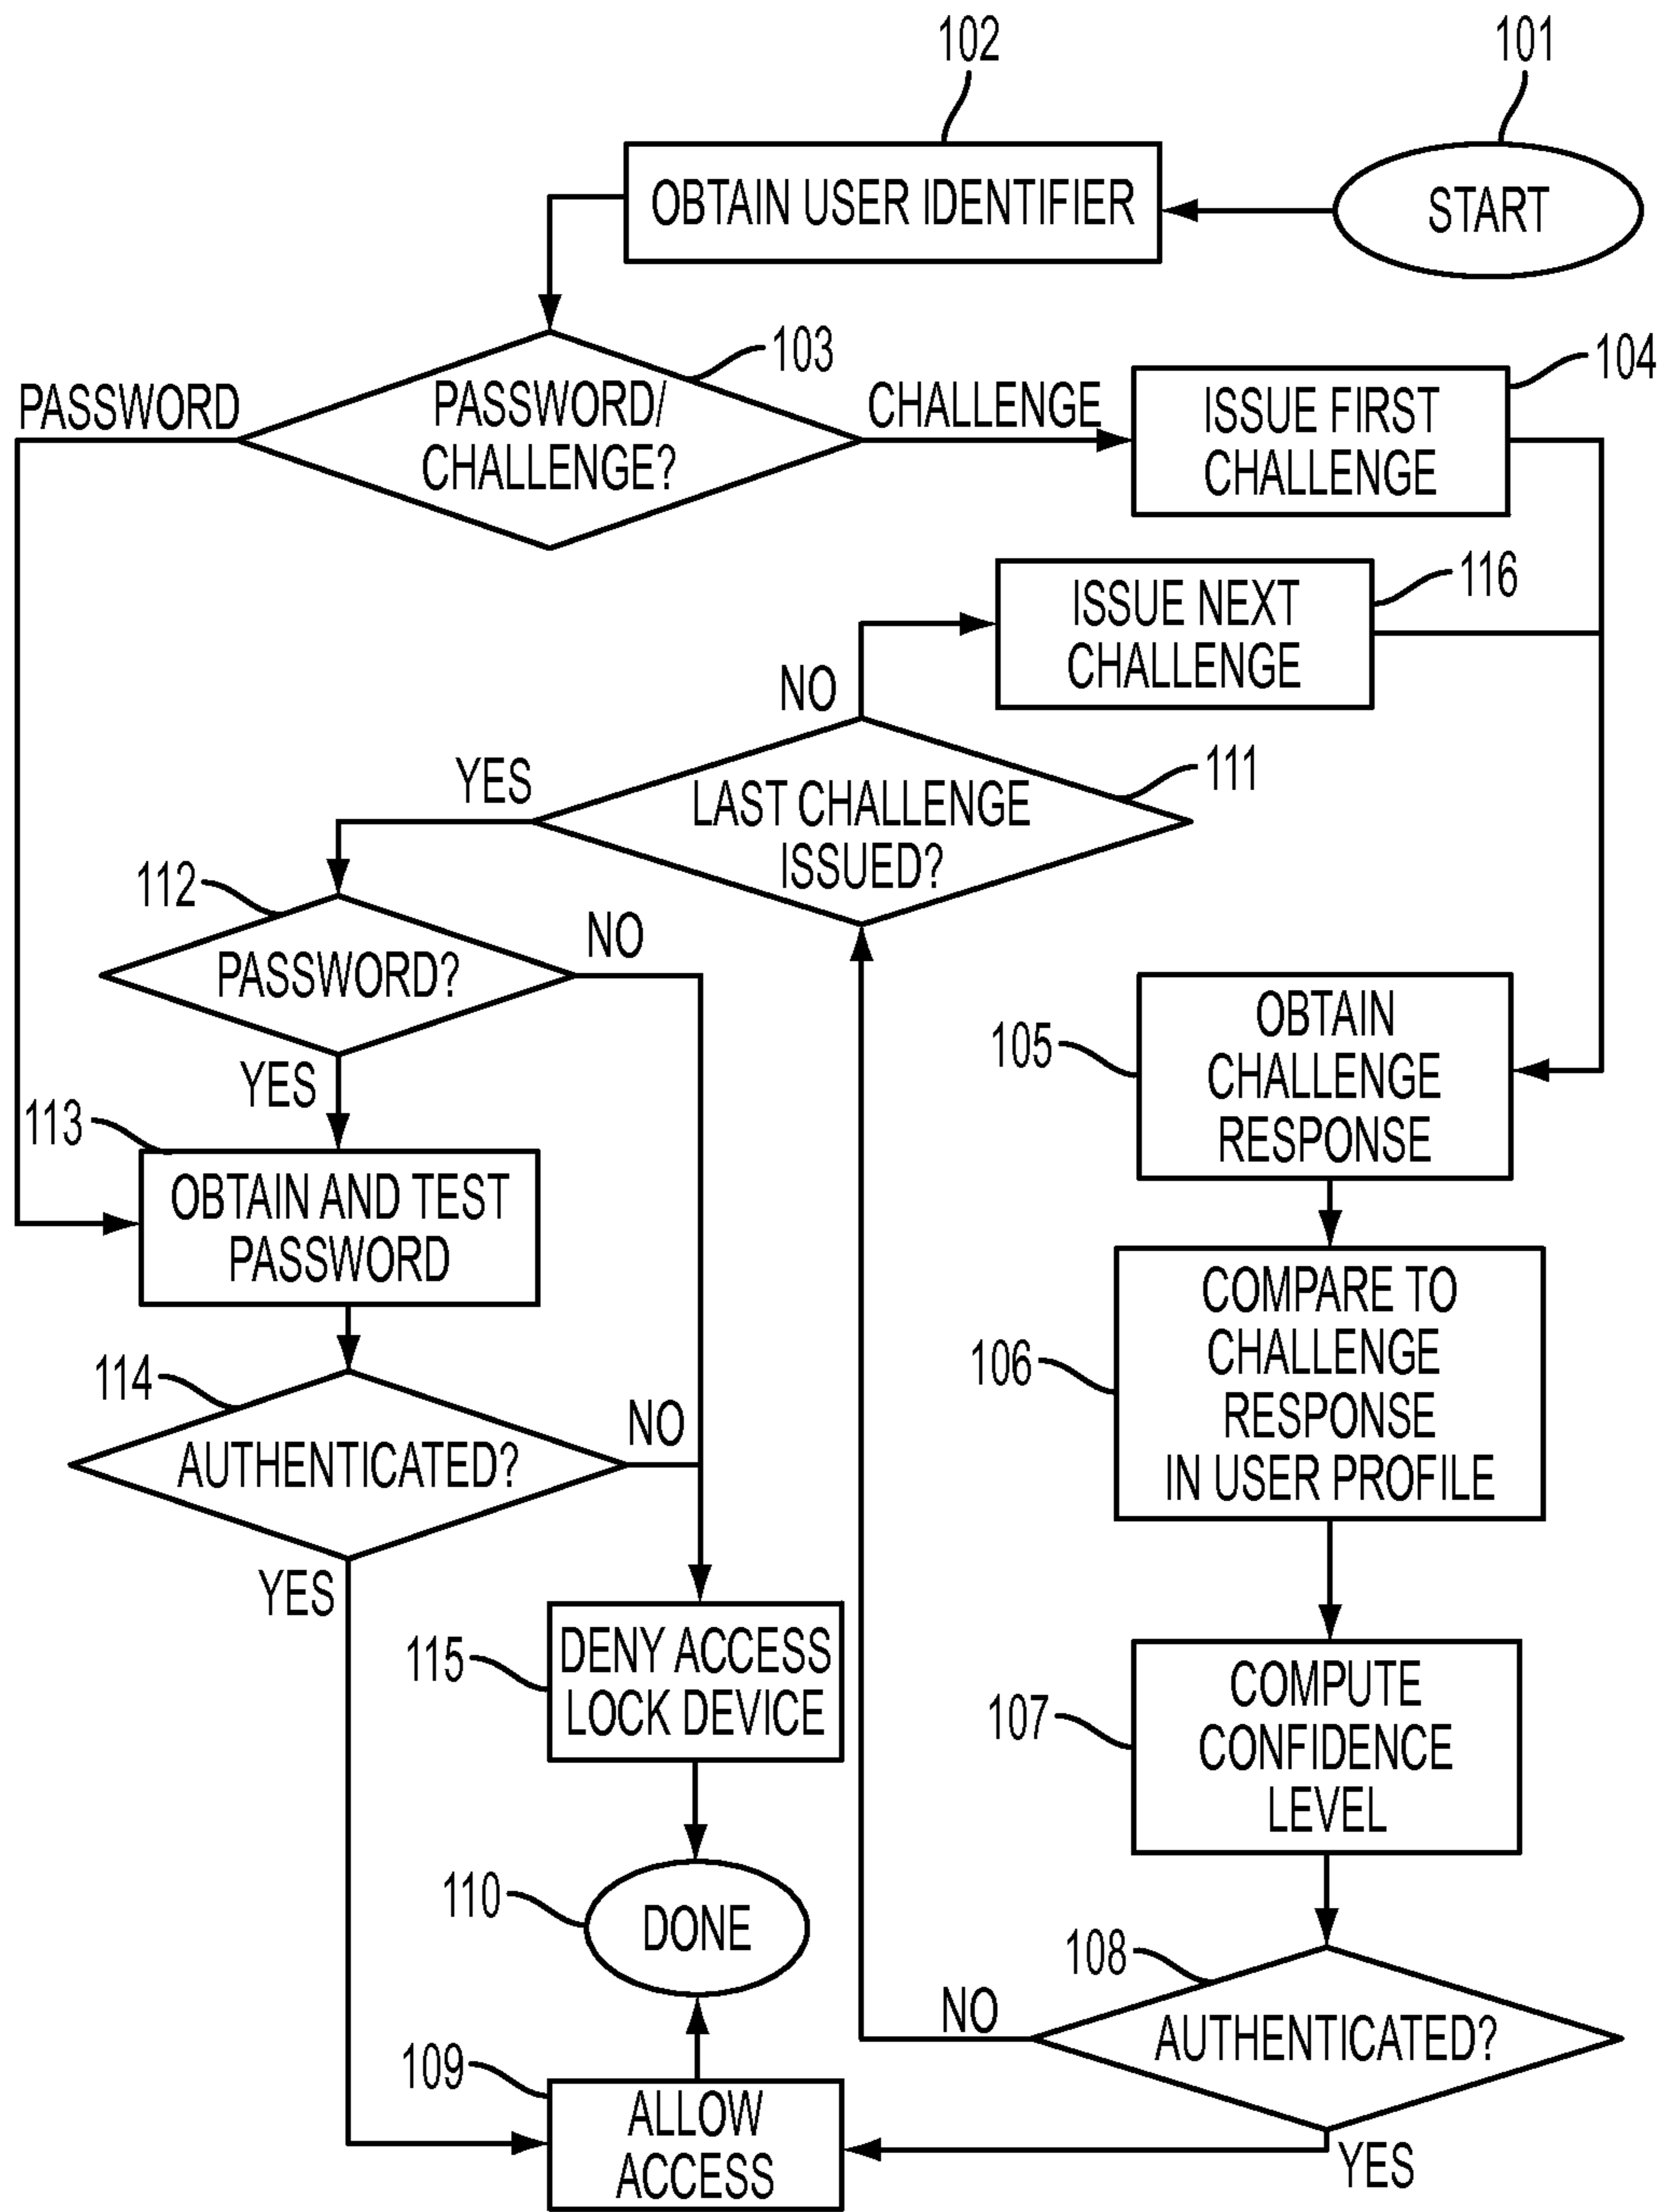 102
101
OBTAIN USER IDENTIFIER
START
103
104
PASSWORD
PASSWORD/
CHALLENGE?
CHALLENGE
ISSUE FIRST
CHALLENGE
116
ISSUE NEXT
CHALLENGE
NO
111
YES
LAST CHALLENGE
ISSUED?
112
NO
PASSWORD?
YES
105
OBTAIN
CHALLENGE
RESPONSE
113
OBTAIN AND TEST
PASSWORD
106
COMPARE TO
CHALLENGE
RESPONSE
IN USER PROFILE
114
NO
AUTHENTICATED?
YES
115
DENY ACCESS
LOCK DEVICE
107
COMPUTE
CONFIDENCE
LEVEL
110
DONE
108
NO
AUTHENTICATED?
109
ALLOW
ACCESS
YES